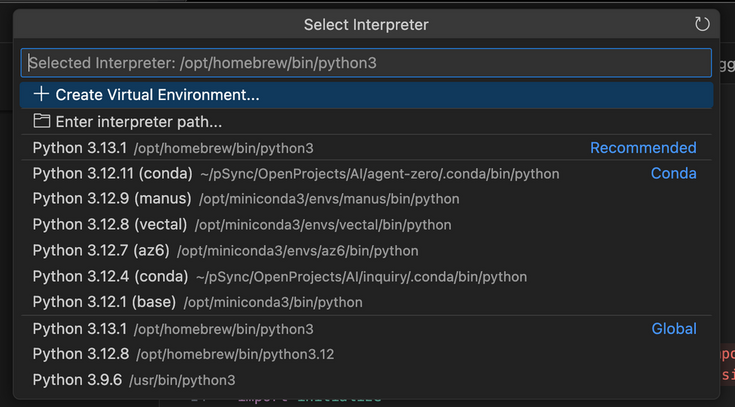 Select Interpreter
Selected Interpreter: /opt/homebrew/bin/python3
Create Virtual Environment...
Enter interpreter path...
Python 3.13.1 /opt/homebrew/bin/python3 Recommended
Python 3.12.11 (conda) ~/pSync/OpenProjects/AI/agent-zero/.conda/bin/python Conda
Python 3.12.9 (manus) /opt/miniconda3/envs/manus/bin/python
Python 3.12.8 (vectal) /opt/miniconda3/envs/vectal/bin/python
Python 3.12.7 (az6) /opt/miniconda3/envs/az6/bin/python
Python 3.12.4 (conda) ~/pSync/OpenProjects/AI/inquiry/.conda/bin/python
Python 3.12.1 (base) /opt/miniconda3/bin/python
Python 3.13.1 /opt/homebrew/bin/python3 Global
Python 3.12.8 /opt/homebrew/bin/python3.12
Python 3.9.6 /usr/bin/python3